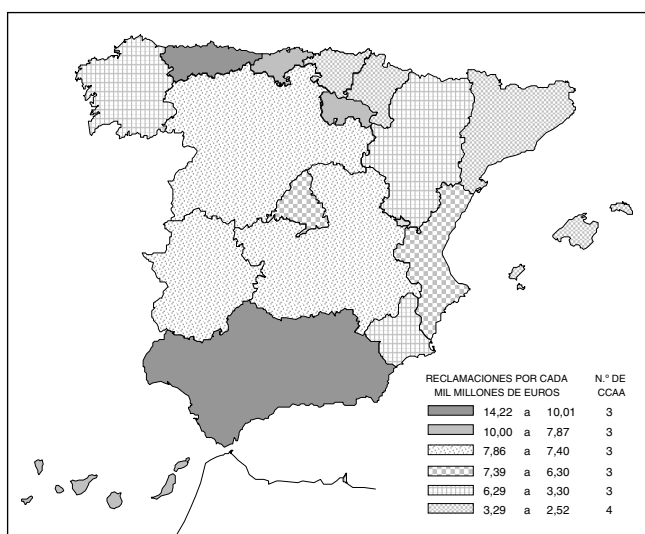 RECLAMACIONES POR CADA N.º DE
MIL MILLONES DE EUROS CCAA
14,22 a 10,01 3
10,00 a 7,87 3
7,86 a 7,40 3
7,39 a 6,30 3
6,29 a 3,30 3
3,29 a 2,52 4